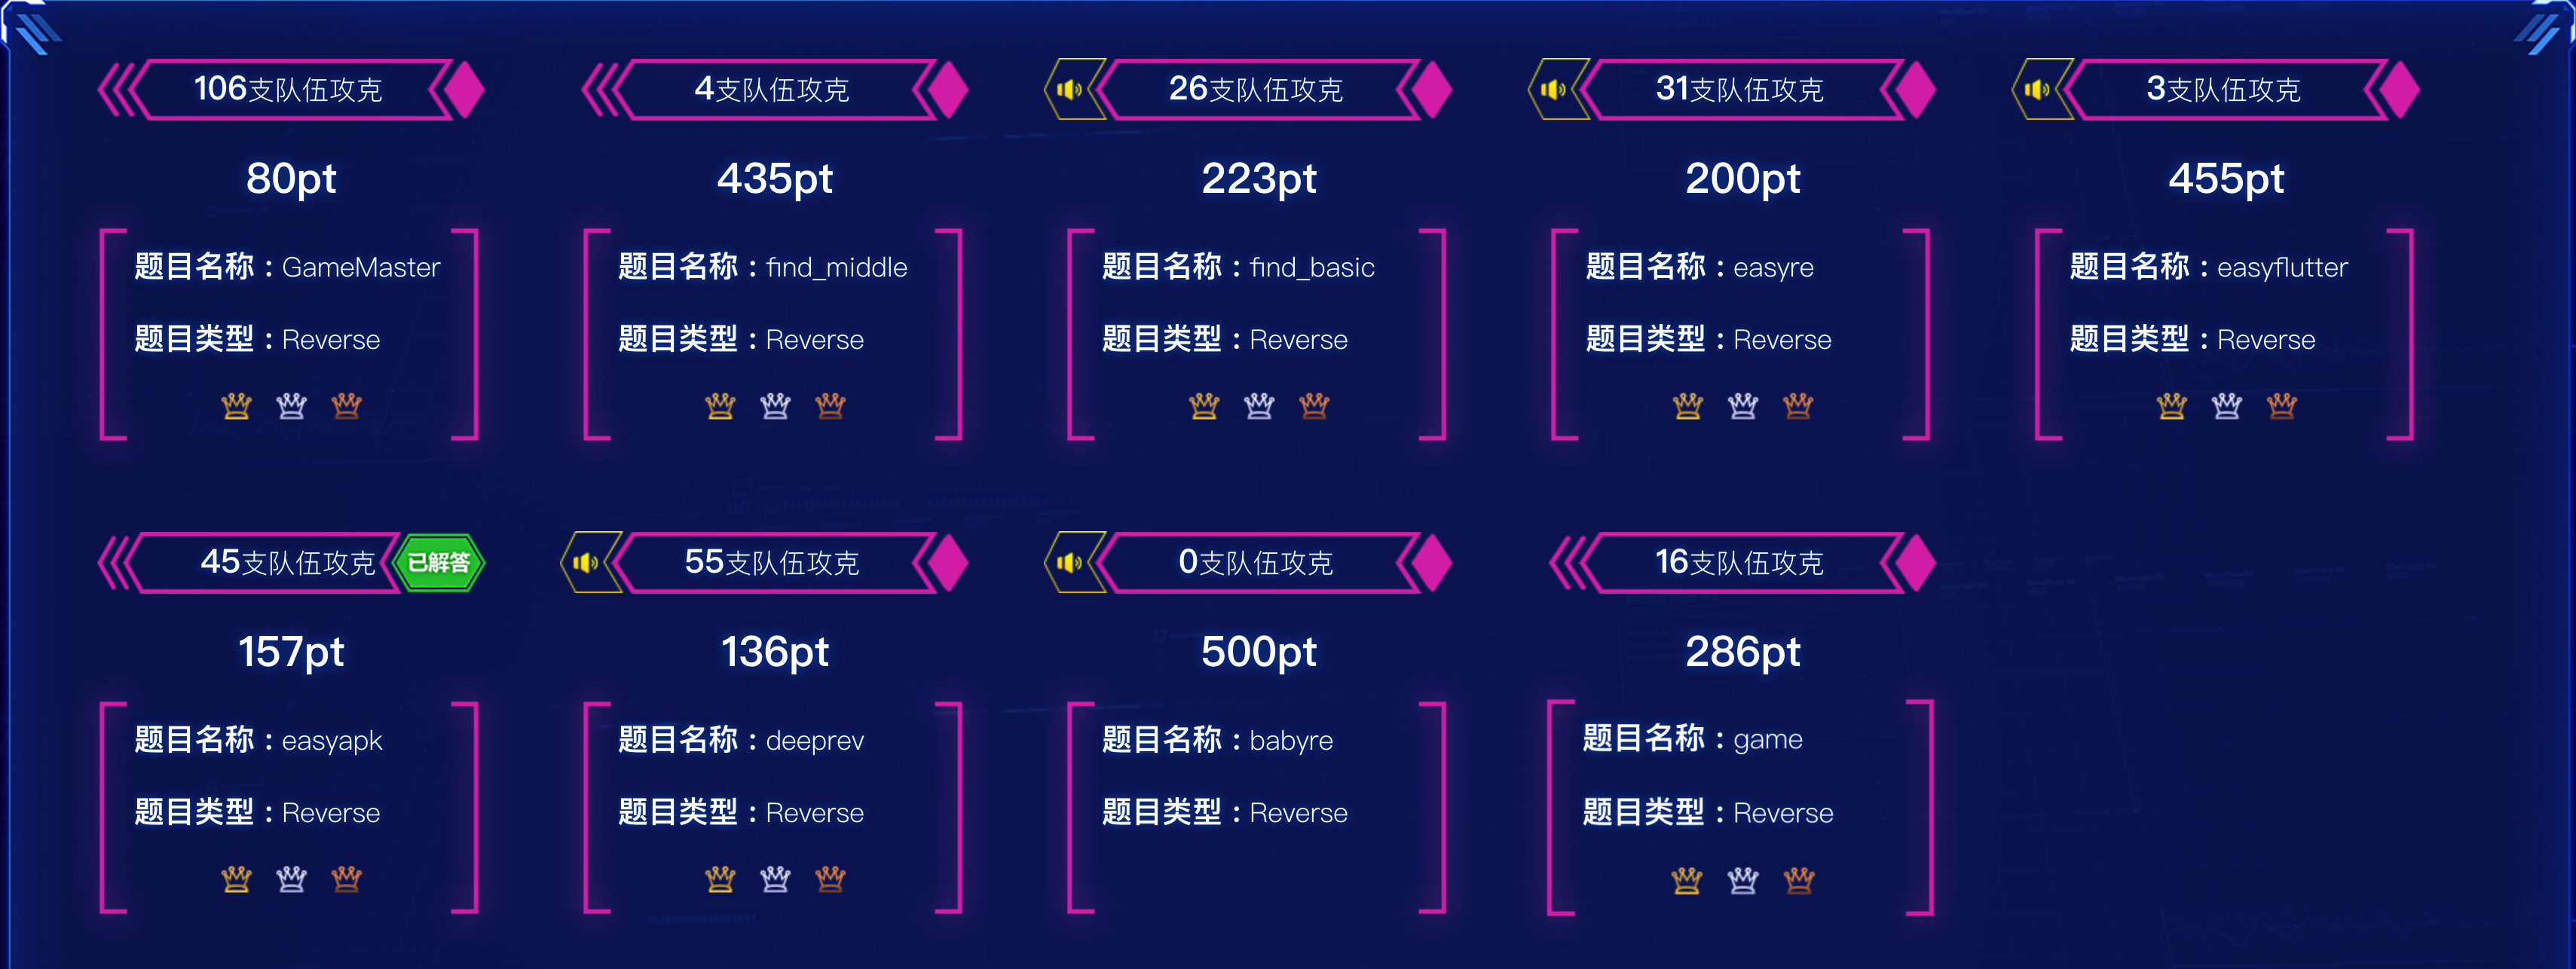 106支队伍攻克
80pt
题目名称：GameMaster
题目类型：Reverse
4支队伍攻克
435pt
题目名称：find_middle
题目类型：Reverse
26支队伍攻克
223pt
题目名称：find_basic
题目类型：Reverse
31支队伍攻克
200pt
题目名称：easyre
题目类型：Reverse
3支队伍攻克
455pt
题目名称：easyflutter
题目类型：Reverse
45支队伍攻克
已解答
157pt
题目名称：easyapk
题目类型：Reverse
55支队伍攻克
136pt
题目名称：deeprev
题目类型：Reverse
0支队伍攻克
500pt
题目名称：babyre
题目类型：Reverse
16支队伍攻克
286pt
题目名称：game
题目类型：Reverse